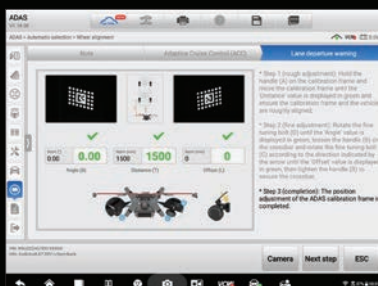 ADAS
ADAS > Automatic selection > Wheel alignment
Note
Adaptive Cruise Control (ACC)
Lane departure warning
0.00
0.00
1500
1500
0
0
Angle (B)
Distance (T)
Offset (L)
* Step 1 (rough adjustment): Hold the
handle (A) on the calibration frame and
move the calibration frame until the
'Distance' value is displayed in green and
ensure the calibration frame and the vehicle
are roughly aligned;
* Step 2 (fine adjustment): Rotate the fine
tuning bolt (D) until the 'Angle' value is
displayed in green, loosen the handle (B) on
the crossbar and rotate the fine tuning bolt
(C) according to the direction indicated by
the arrow until the 'Offset' value is displayed
in green, then tighten the handle (B) to
secure the crossbar.
* Step 3 (completion): The position
adjustment of the ADAS calibration frame is
completed.
Camera
Next step
ESC